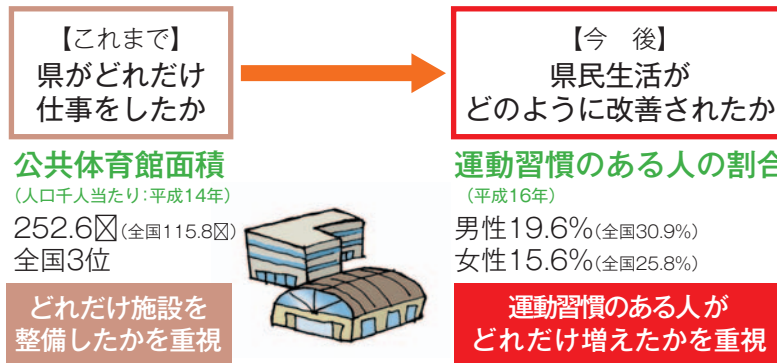 【これまで】
県がどれだけ
仕事をしたか
【今　後】
県民生活が
どのように改善されたか
公共体育館面積
（人口千人当たり:平成14年）
252.6〼（全国115.8〼）
全国3位
どれだけ施設を
整備したかを重視
運動習慣のある人の割合
（平成16年）
男性19.6%（全国30.9%）
女性15.6%（全国25.8%）
運動習慣のある人が
どれだけ増えたかを重視